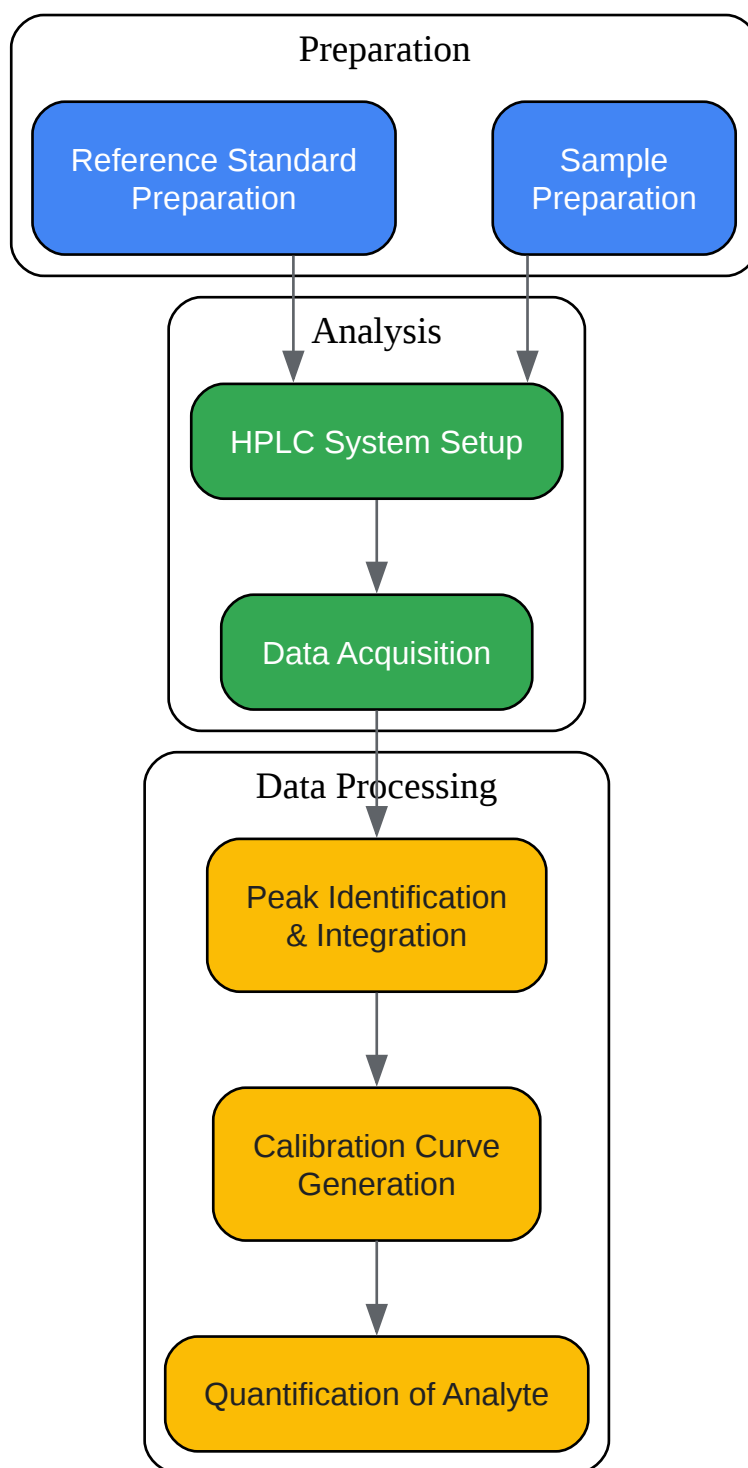 Preparation
Reference Standard
Preparation
Sample
Preparation
Analysis
HPLC System Setup
Data Acquisition
Data Processing
Peak Identification
& Integration
Calibration Curve
Generation
Quantification of Analyte